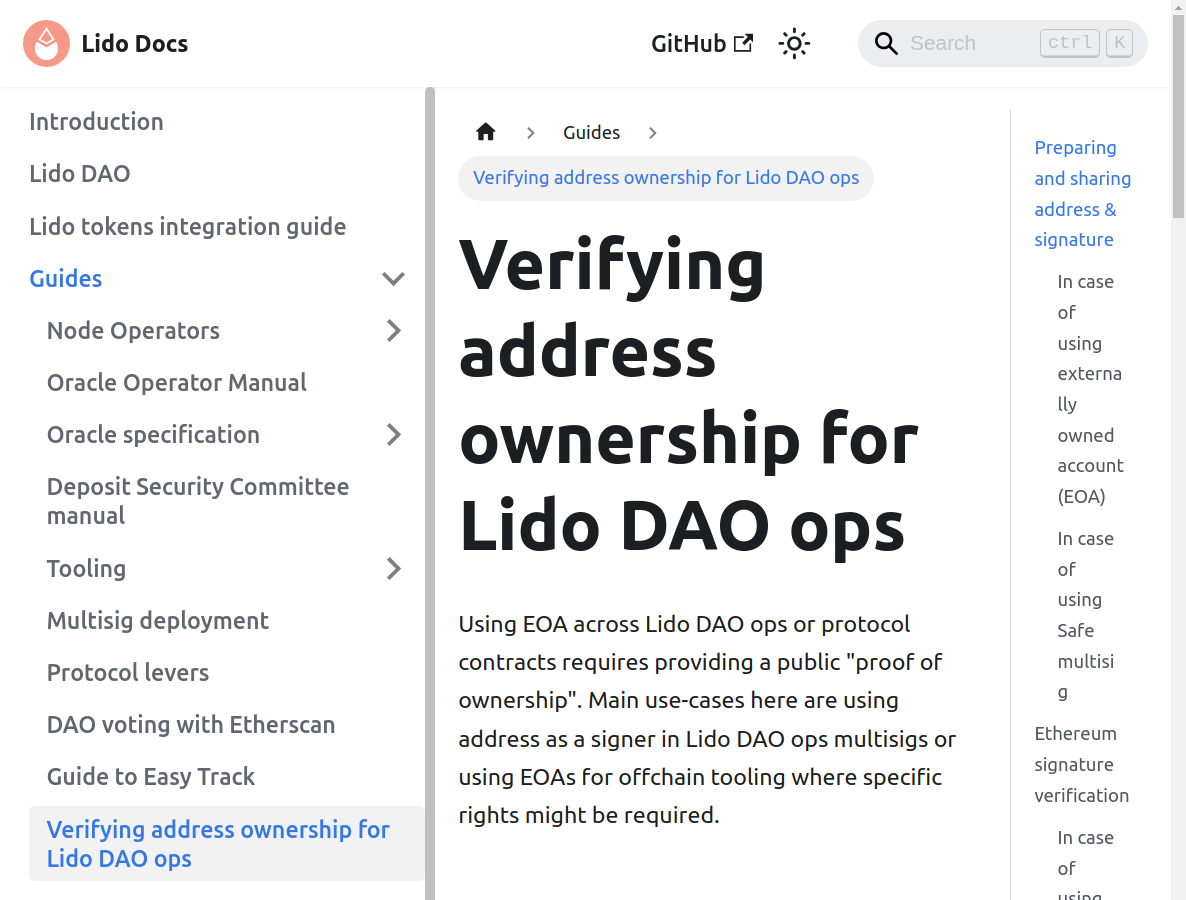 Lido Docs
GitHub
Search
ctrl K
Introduction
Lido DAO
Lido tokens integration guide
Guides
Node Operators
Oracle Operator Manual
Oracle specification
Deposit Security Committee
manual
Tooling
Multisig deployment
Protocol levers
DAO voting with Etherscan
Guide to Easy Track
Verifying address ownership for
Lido DAO ops
Guides
Verifying address ownership for Lido DAO ops
Verifying
address
ownership for
Lido DAO ops
Using EOA across Lido DAO ops or protocol
contracts requires providing a public "proof of
ownership". Main use-cases here are using
address as a signer in Lido DAO ops multisigs or
using EOAs for offchain tooling where specific
rights might be required.
Preparing
and sharing
address &
signature
In case
of
using
externa
lly
owned
account
(EOA)
In case
of
using
Safe
multisi
g
Ethereum
signature
verification
In case
of
using